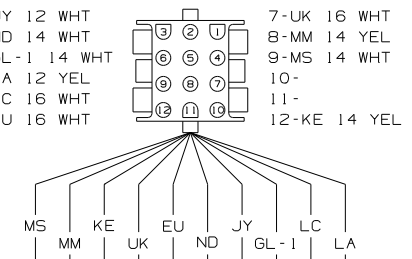 Y 12 WHT
D 14 WHT
L-1 14 WHT
A 12 YEL
C 16 WHT
U 16 WHT
3 2 1
6 5 4
9 8 7
12 11 10
7-UK 16 WHT
8-MM 14 YEL
9-MS 14 WHT
10-
11-
12-KE 14 YEL
MS KE EU JY LC
MM UK ND GL-1 LA